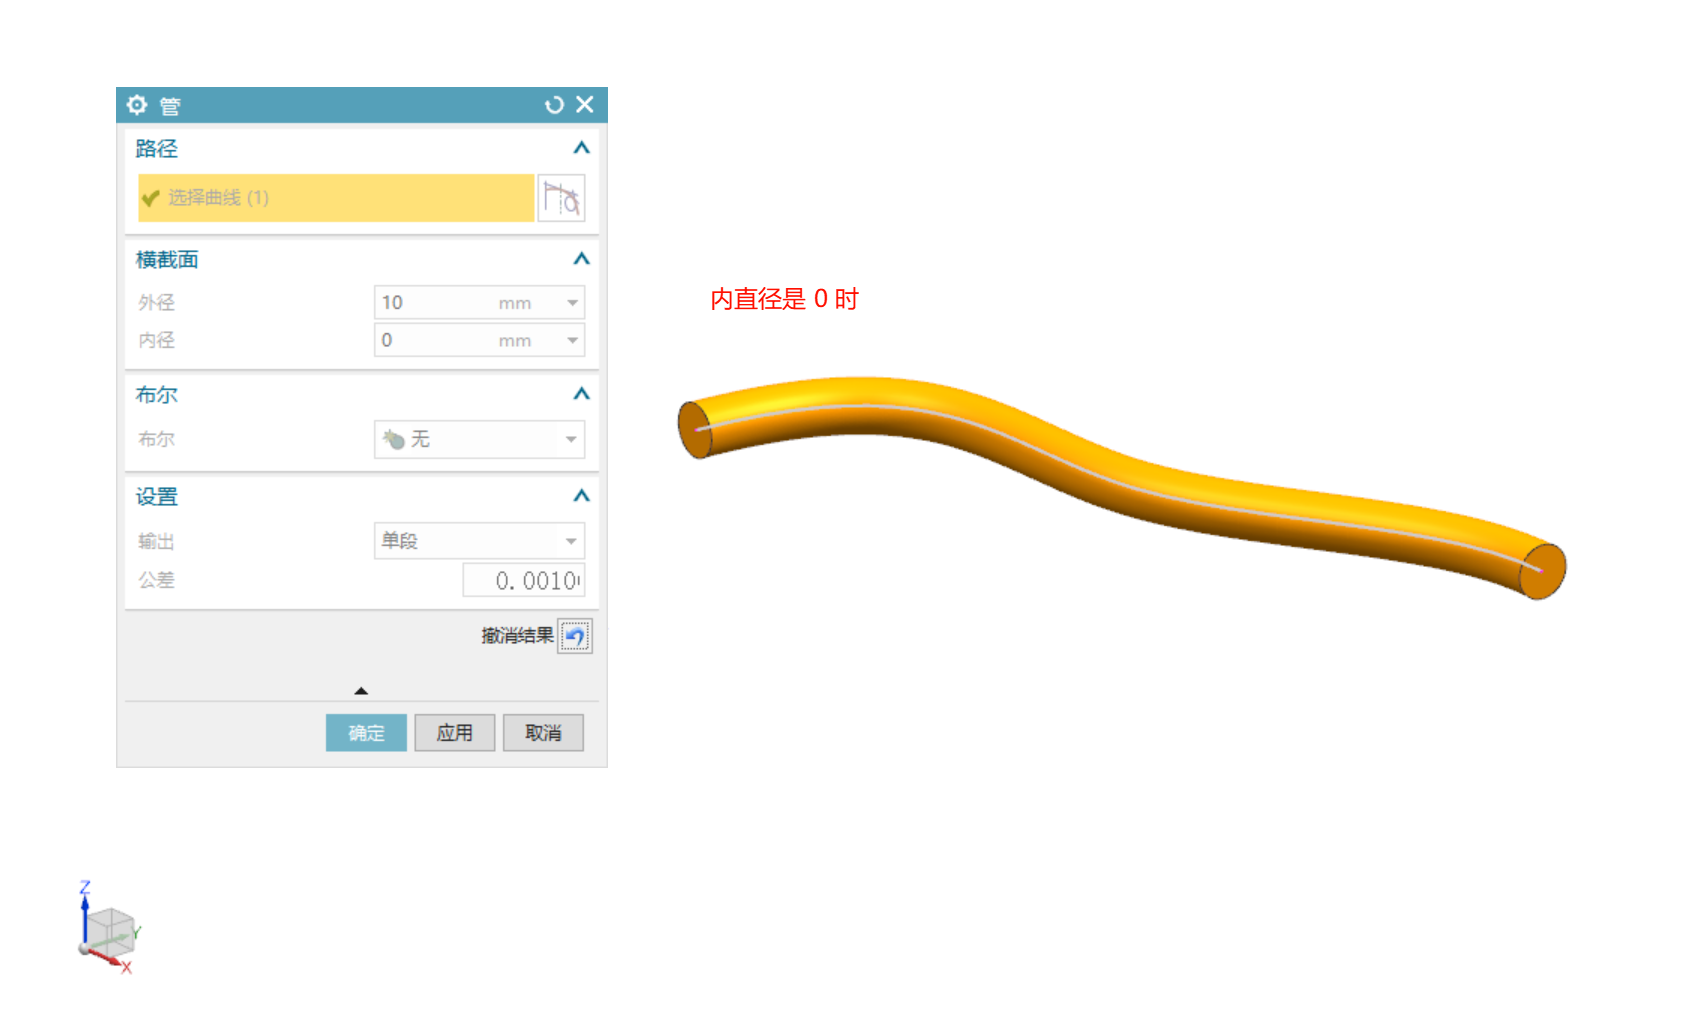 管
路径
选择曲线 (1)
横截面
外径 10 mm
内径 0 mm
内直径是 0 时
布尔
布尔 无
设置
输出 单段
公差 0.0010
撤消结果
确定 应用 取消
Z
Y
X